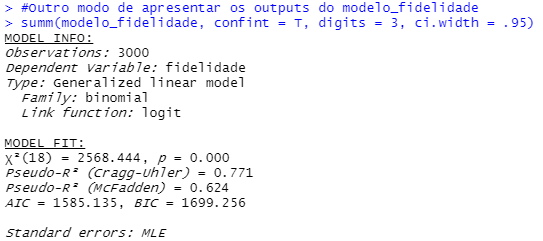 > #Outro modo de apresentar os outputs do modelo_fidelidade
> summ(modelo_fidelidade, confint = T, digits = 3, ci.width = .95)
MODEL INFO:
Observations: 3000
Dependent Variable: fidelidade
Type: Generalized linear model
Family: binomial
Link function: logit
MODEL FIT:
χ²(18) = 2568.444, p = 0.000
Pseudo-R² (Cragg-Uhler) = 0.771
Pseudo-R² (McFadden) = 0.624
AIC = 1585.135, BIC = 1699.256
Standard errors: MLE